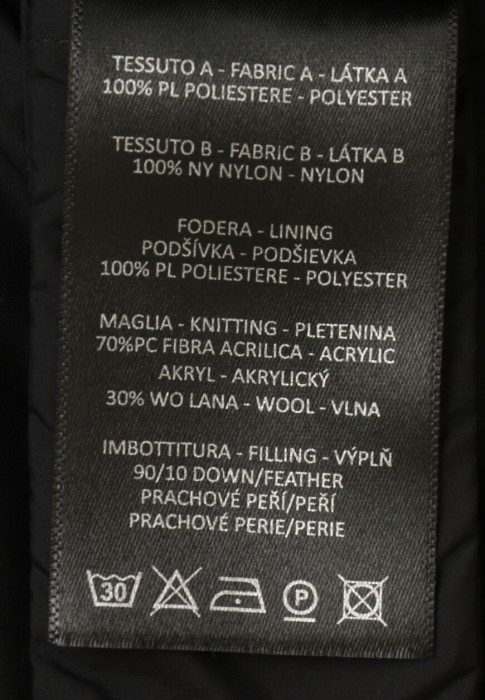 TESSUTO A - FABRIC A - LÁTKA A
100% PL POLIESTERE - POLYESTER
TESSUTO B - FABRIC B - LÁTKA B
100% NY NYLON - NYLON
FODERA - LINING
PODŠÍVKA - PODŠIEVKA
100% PL POLIESTERE - POLYESTER
MAGLIA - KNITTING - PLETENINA
70%PC FIBRA ACRILICA - ACRYLIC
AKRYL - AKRYLICKÝ
30% WO LANA - WOOL - VLNA
IMBOTTITURA - FILLING - VÝPLŇ
90/10 DOWN/FEATHER
PRACHOVÉ PEŘÍ/PEŘÍ
PRACHOVÉ PERIE/PERIE
30 P